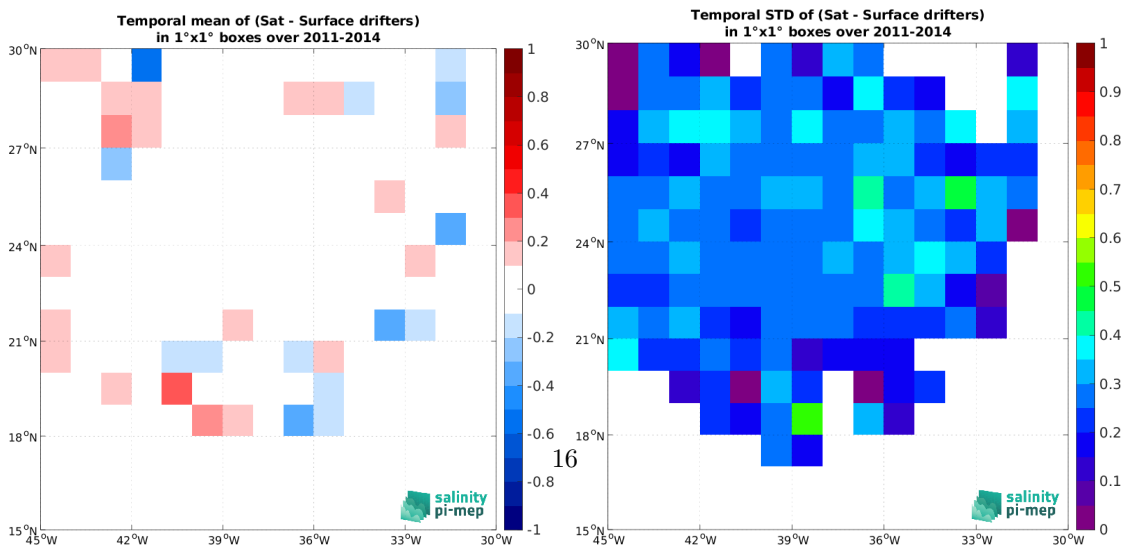 Temporal mean of (Sat - Surface drifters)
in 1°x1° boxes over 2011-2014
30°N
27°N
24°N
21°N
18°N
15°N
45°W
42°W
39°W
36°W
33°W
30°W
1
0.8
0.6
0.4
0.2
0
-0.2
-0.4
-0.6
-0.8
-1
salinity
pi-mep
16
Temporal STD of (Sat - Surface drifters)
in 1°x1° boxes over 2011-2014
30°N
27°N
24°N
21°N
18°N
15°N
45°W
42°W
39°W
36°W
33°W
30°W
1
0.9
0.8
0.7
0.6
0.5
0.4
0.3
0.2
0.1
0
salinity
pi-mep